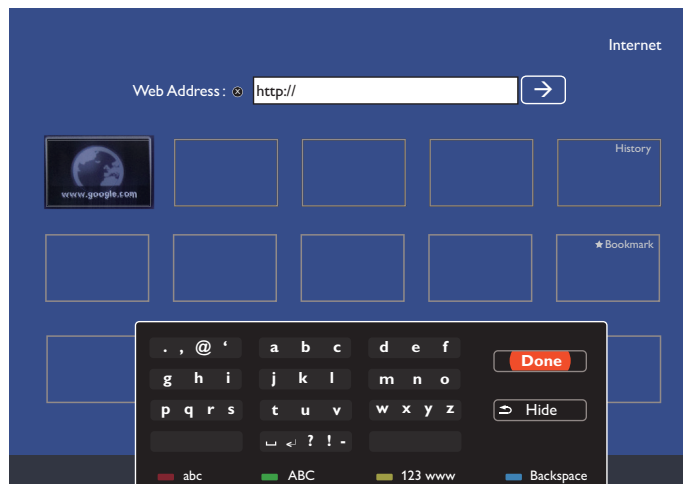 Internet
Web Address : http://
www.google.com
History
★Bookmark
. , @ ‘ a b c d e f
Done
g h i j k l m n o
p q r s t u v w x y z
Hide
␣ ↲ ? ! -
abc ABC 123 www Backspace